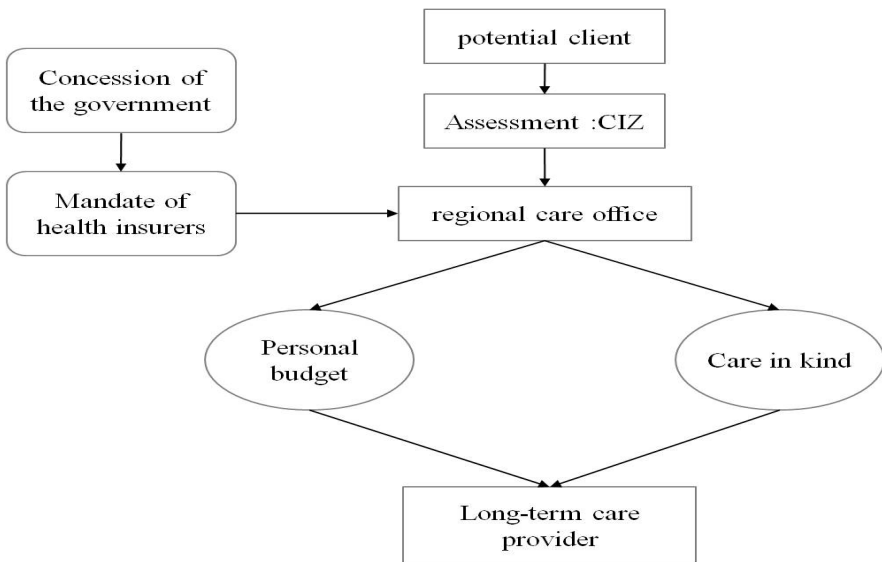 potential client
Concession of
the government
Assessment :CIZ
Mandate of
health insurers
regional care office
Personal
budget
Care in kind
Long-term care
provider